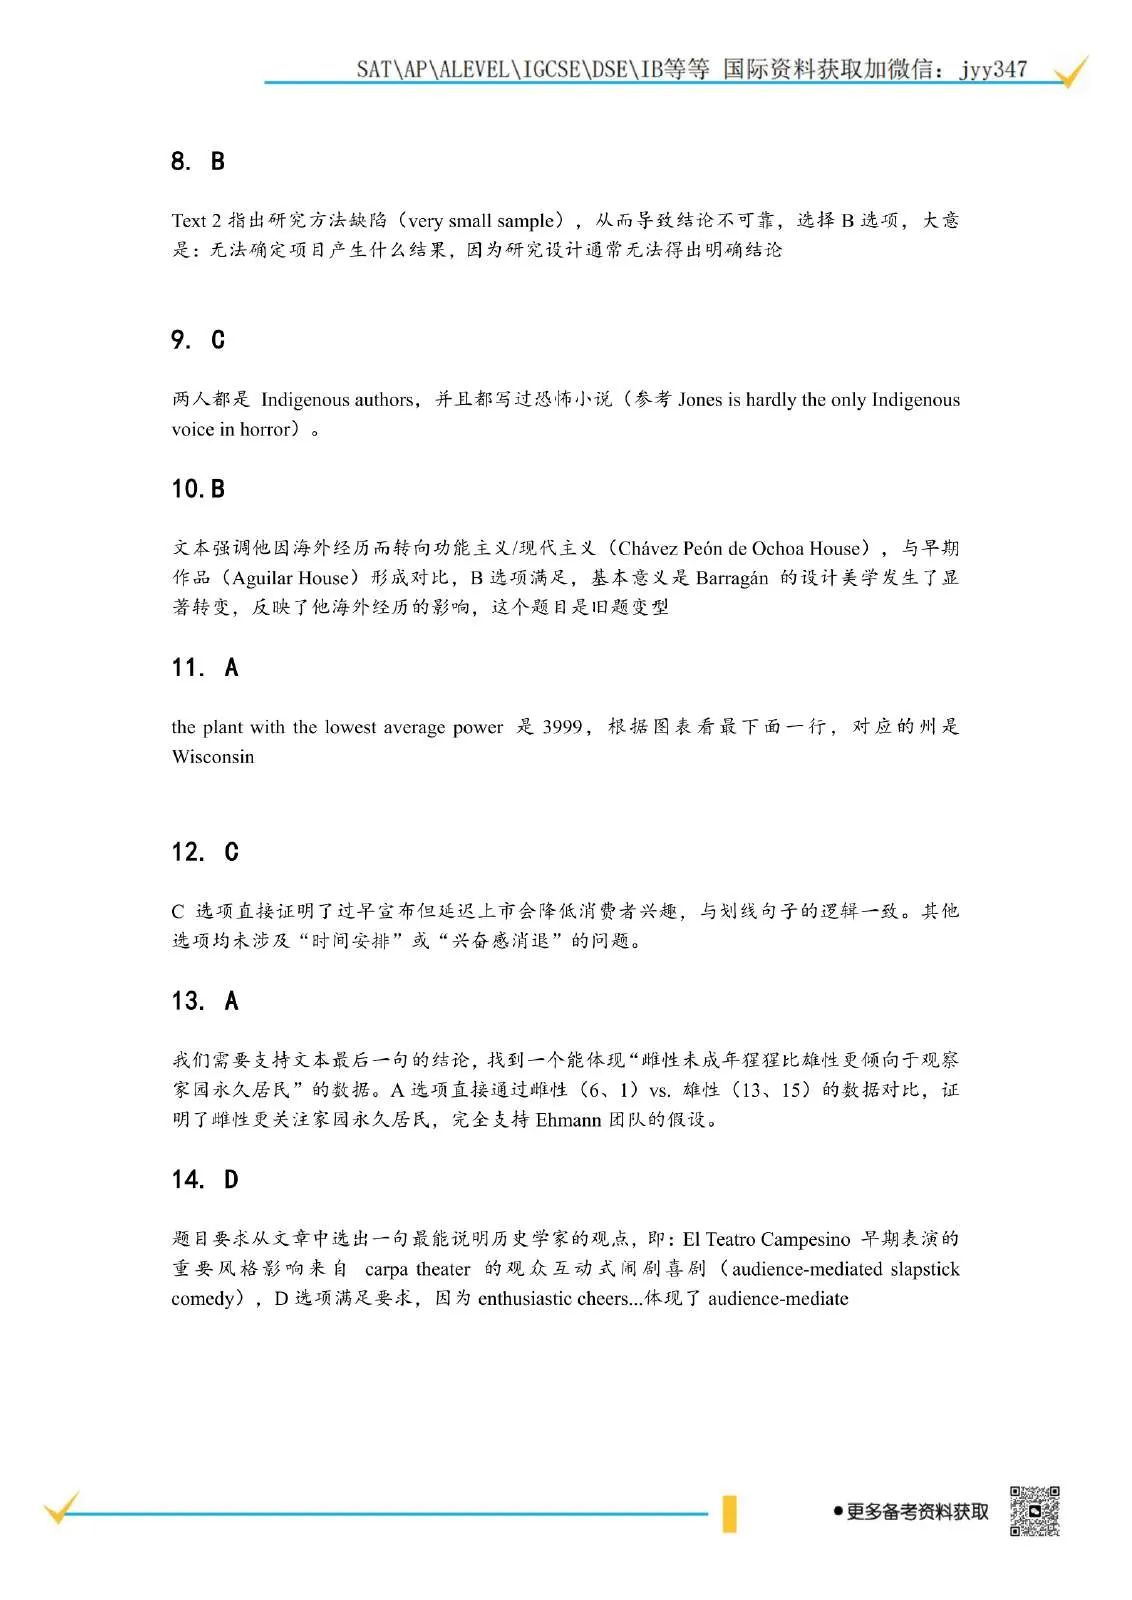 SAT\AP\ALEVEL\IGCSE\DSE\IB等等 国际资料获取加微信：jyy347
8. B
Text 2 指出研究方法缺陷（very small sample），从而导致结论不可靠，选择 B 选项，大意
是：无法确定项目产生什么结果，因为研究设计通常无法得出明确结论
9. C
两人都是 Indigenous authors，并且都写过恐怖小说（参考 Jones is hardly the only Indigenous
voice in horror）。
10. B
文本强调他因海外经历而转向功能主义/现代主义（Chávez Peón de Ochoa House），与早期
作品（Aguilar House）形成对比，B 选项满足，基本意义是 Barragán 的设计美学发生了显
著转变，反映了他海外经历的影响，这个题目是旧题变型
11. A
the plant with the lowest average power 是 3999，根据图表看最下面一行，对应的州是
Wisconsin
12. C
C 选项直接证明了过早宣布但延迟上市会降低消费者兴趣，与划线句子的逻辑一致。其他
选项均未涉及“时间安排”或“兴奋感消退”的问题。
13. A
我们需要支持文本最后一句的结论，找到一个能体现“雌性未成年猩猩比雄性更倾向于观察
家园永久居民”的数据。A 选项直接通过雌性（6、1）vs. 雄性（13、15）的数据对比，证
明了雌性更关注家园永久居民，完全支持 Ehmann 团队的假设。
14. D
题目要求从文章中选出一句最能说明历史学家的观点，即：El Teatro Campesino 早期表演的
重要风格影响来自 carpa theater 的观众互动式闹剧喜剧（audience-mediated slapstick
comedy），D 选项满足要求，因为 enthusiastic cheers...体现了 audience-mediate
●更多备考资料获取